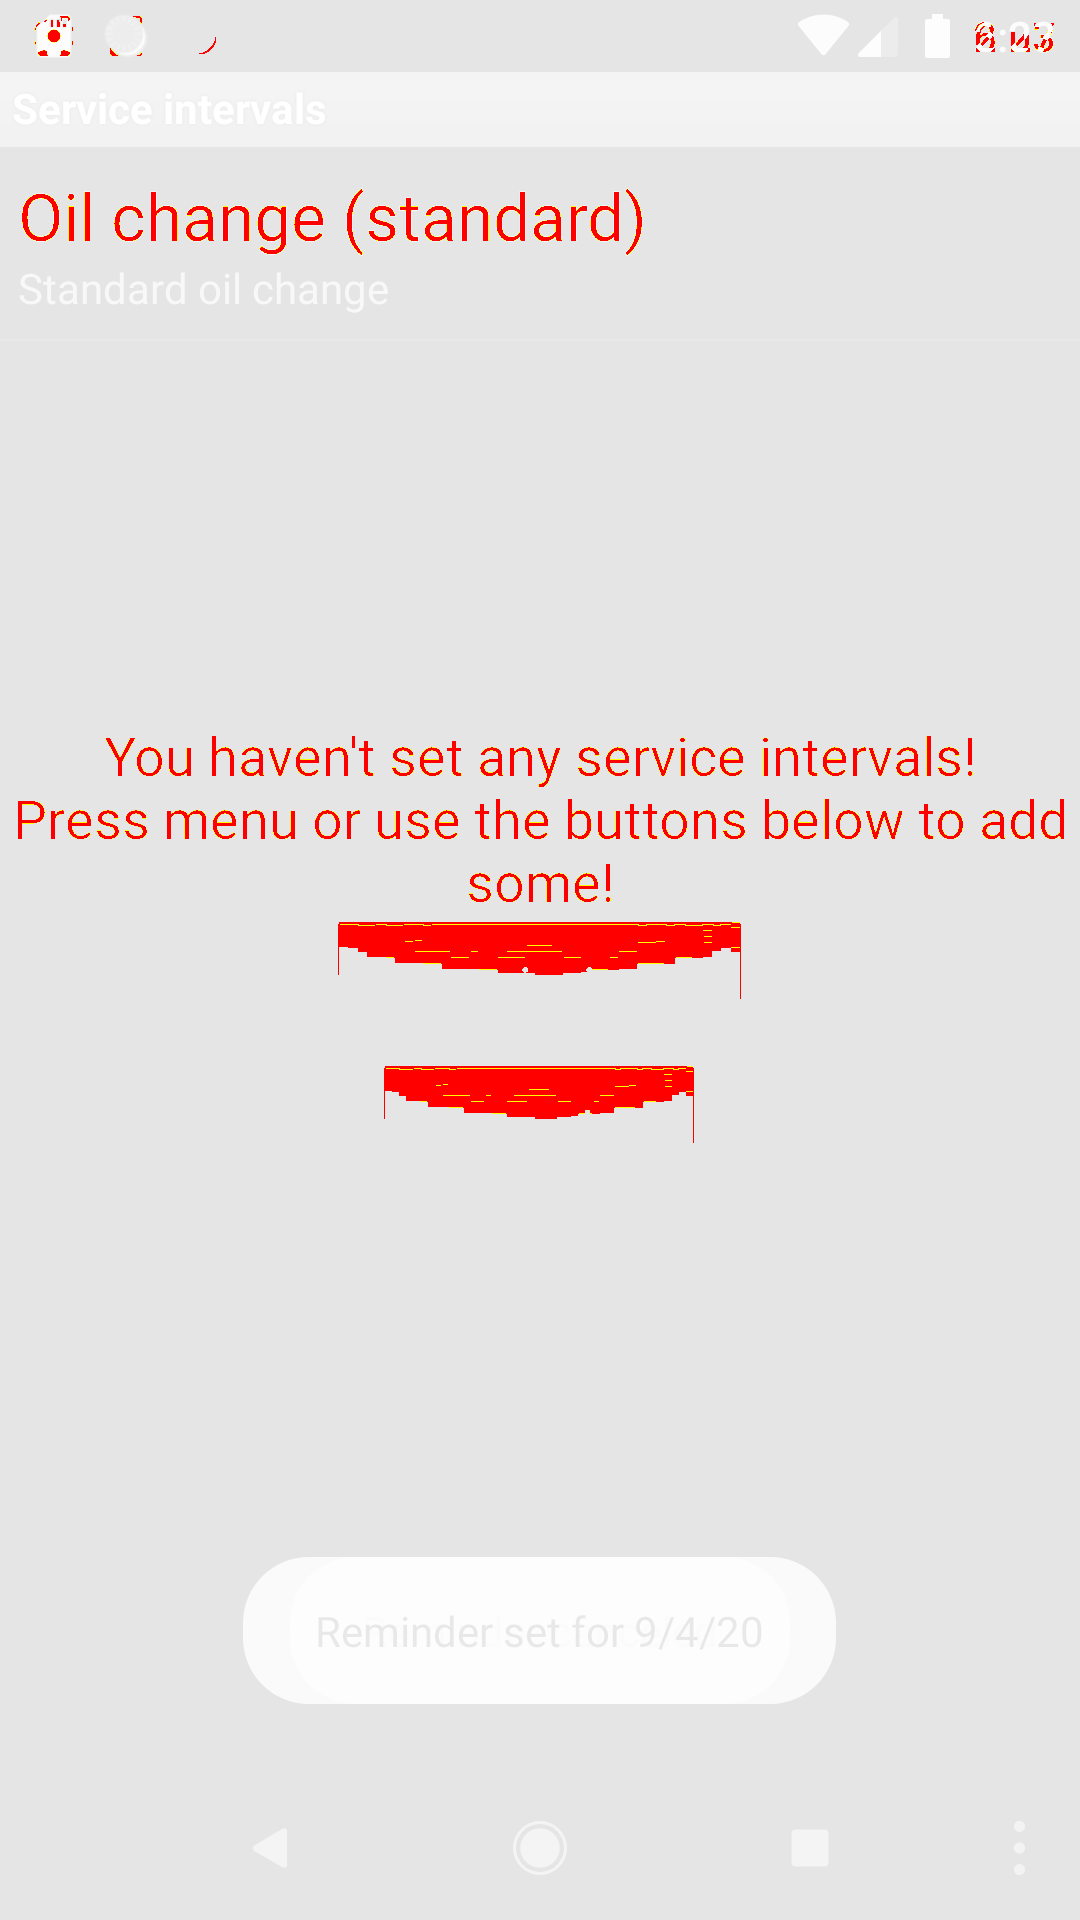 Service intervals
Oil change (standard)
Standard oil change
You haven't set any service intervals!
Press menu or use the buttons below to add
some!
Reminder set for 9/4/20